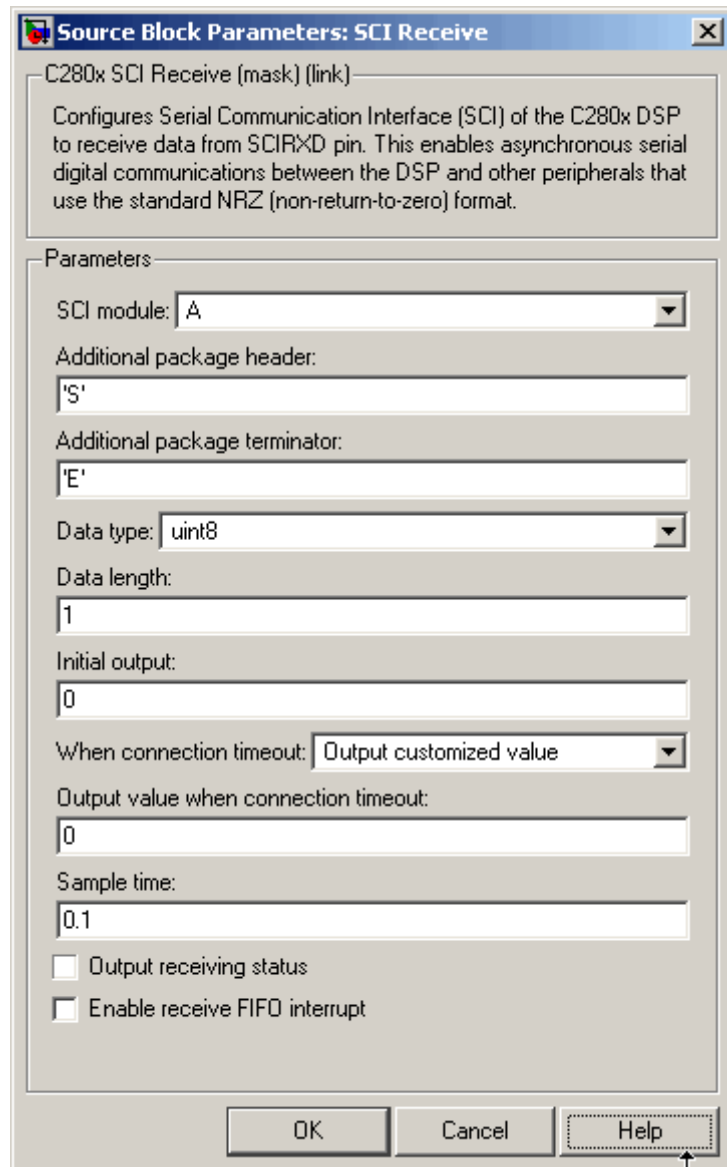 Source Block Parameters: SCI Receive
C280x SCI Receive (mask) (link)
Configures Serial Communication Interface (SCI) of the C280x DSP
to receive data from SCIRXD pin. This enables asynchronous serial
digital communications between the DSP and other peripherals that
use the standard NRZ (non-return-to-zero) format.
Parameters
SCI module: A
Additional package header:
'S'
Additional package terminator:
'E'
Data type: uint8
Data length:
1
Initial output:
0
When connection timeout: Output customized value
Output value when connection timeout:
0
Sample time:
0.1
Output receiving status
Enable receive FIFO interrupt
OK Cancel Help